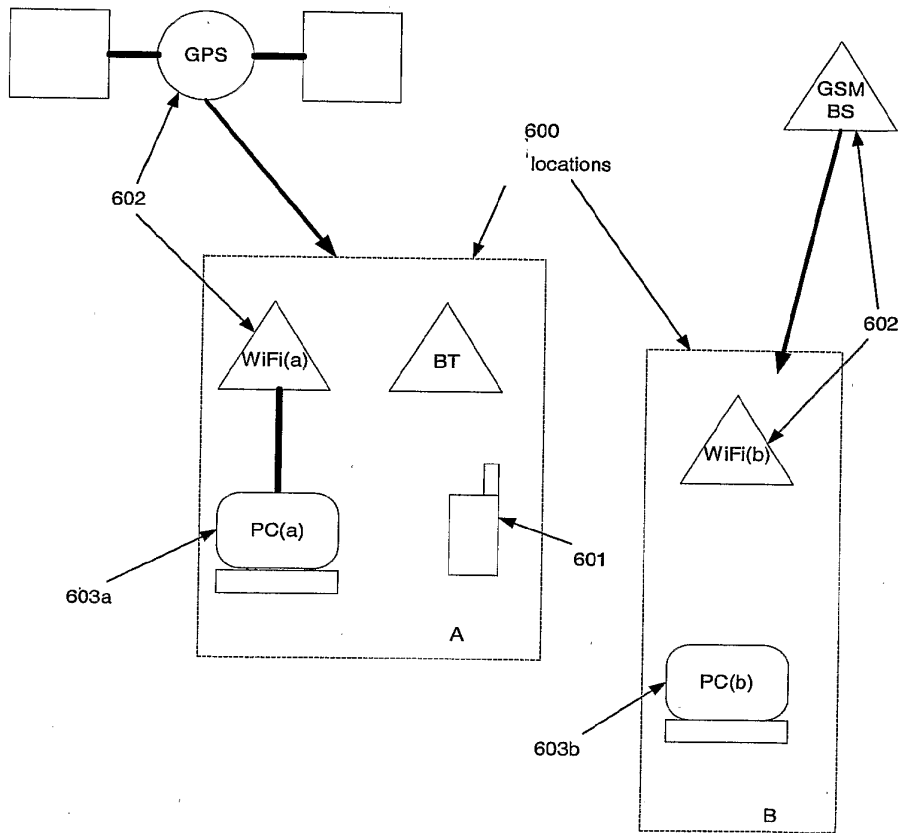 GPS
GSM
BS
600
locations
602
WiFi(a)
BT
602
WiFi(b)
PC(a)
601
603a
A
PC(b)
603b
B